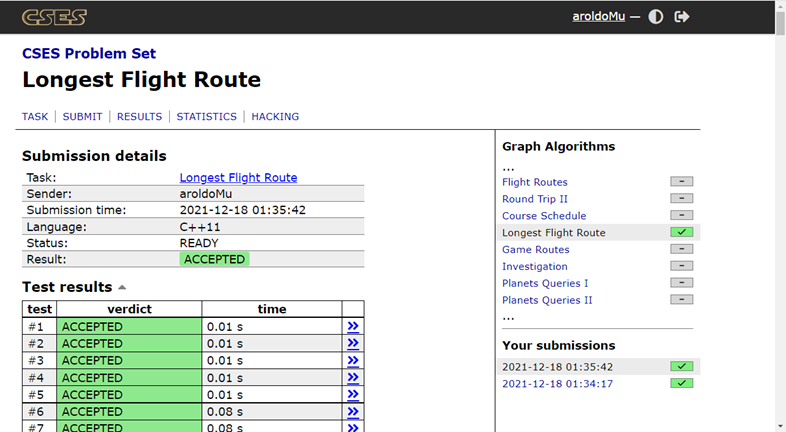 CSES
aroldoMu —
CSES Problem Set
Longest Flight Route
TASK | SUBMIT | RESULTS | STATISTICS | HACKING
Submission details
Task: Longest Flight Route
Sender: aroldoMu
Submission time: 2021-12-18 01:35:42
Language: C++11
Status: READY
Result: ACCEPTED
Test results
test verdict time
#1 ACCEPTED 0.01 s »
#2 ACCEPTED 0.01 s »
#3 ACCEPTED 0.01 s »
#4 ACCEPTED 0.01 s »
#5 ACCEPTED 0.01 s »
#6 ACCEPTED 0.08 s »
#7 ACCEPTED 0.08 s »
Graph Algorithms
...
Flight Routes –
Round Trip II –
Course Schedule –
Longest Flight Route ✓
Game Routes –
Investigation –
Planets Queries I –
Planets Queries II –
...
Your submissions
2021-12-18 01:35:42 ✓
2021-12-18 01:34:17 ✓